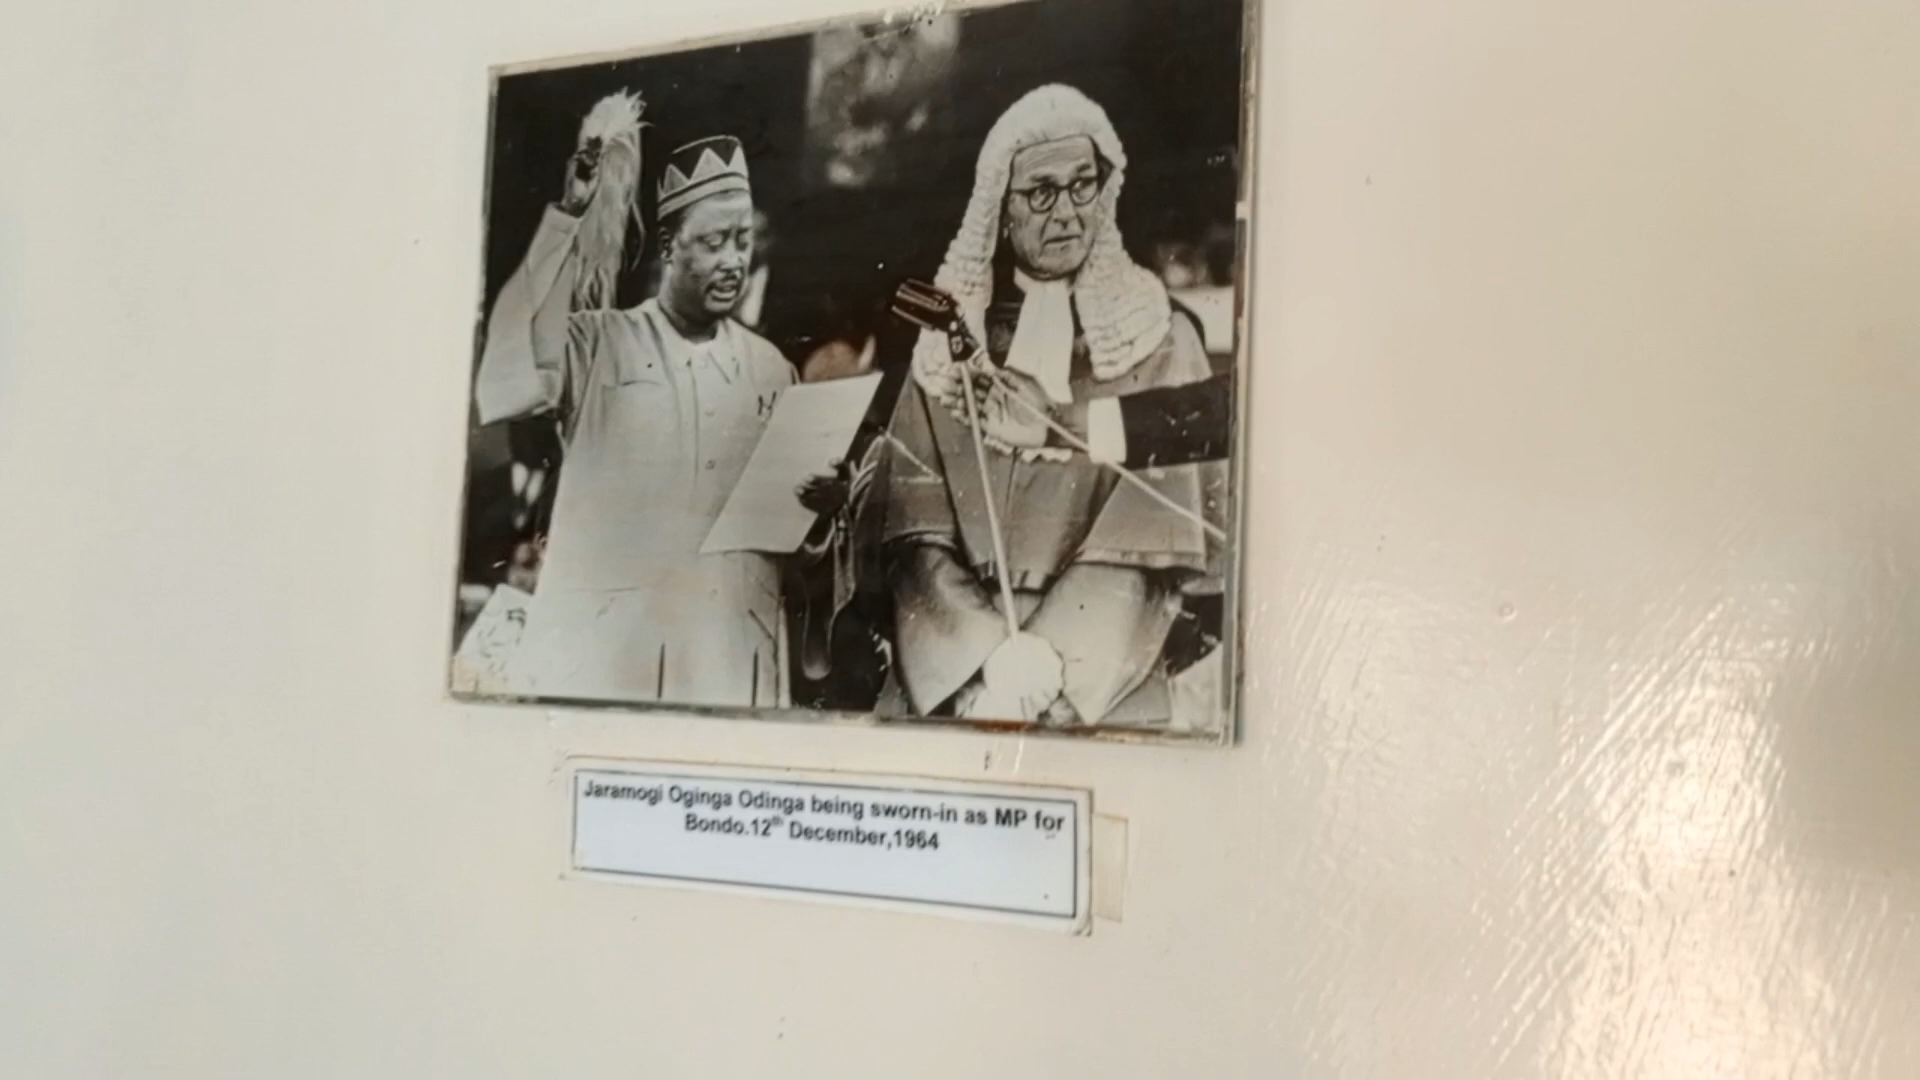 Jaramogi Oginga Odinga being sworn-in as MP for
Bondo.12th December,1964